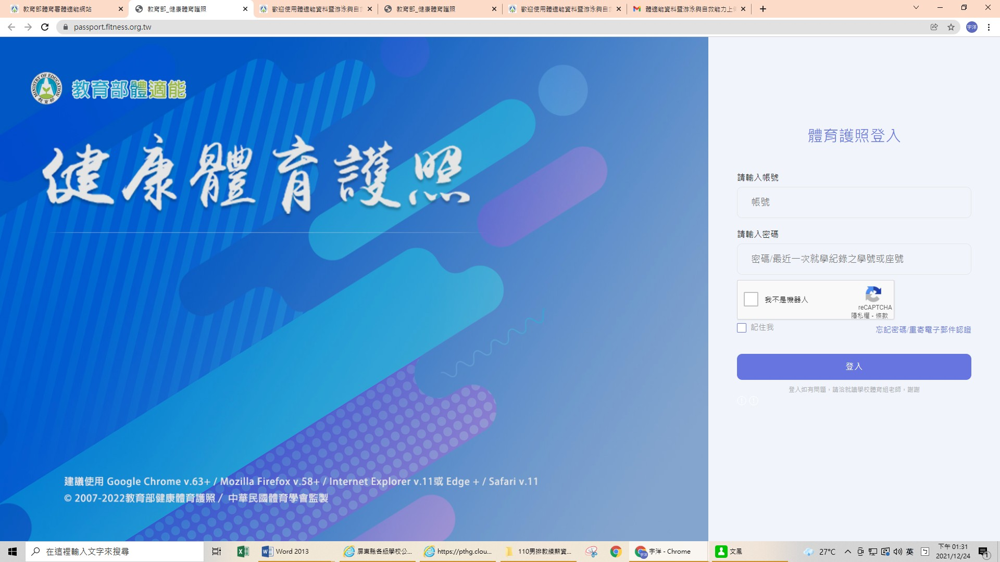 教育部體育署體適能網站
教育部_健康體育護照
歡迎使用體適能資料暨游泳與自
教育部_健康體育護照
歡迎使用體適能資料暨游泳與自
體適能資料暨游泳與自救能力上
passport.fitness.org.tw
宇洋
MINISTRY OF EDUCATION
教育部
教育部體適能
健康體育護照
建議使用 Google Chrome v.63+ / Mozilla Firefox v.58+ / Internet Explorer v.11或 Edge + / Safari v.11
© 2007-2022教育部健康體育護照 / 中華民國體育學會監製
體育護照登入
請輸入帳號
帳號
請輸入密碼
密碼/最近一次就學紀錄之學號或座號
我不是機器人
reCAPTCHA
隱私權 - 條款
記住我
忘記密碼/重寄電子郵件認證
登入
登入如有問題，請洽就讀學校體育組老師，謝謝
在這裡輸入文字來搜尋
Word 2013
屏東縣各級學校公...
https://pthg.clou...
110男排教練薪資...
宇洋 - Chrome
文鳳
27°C
英
下午 01:31
2021/12/24
1